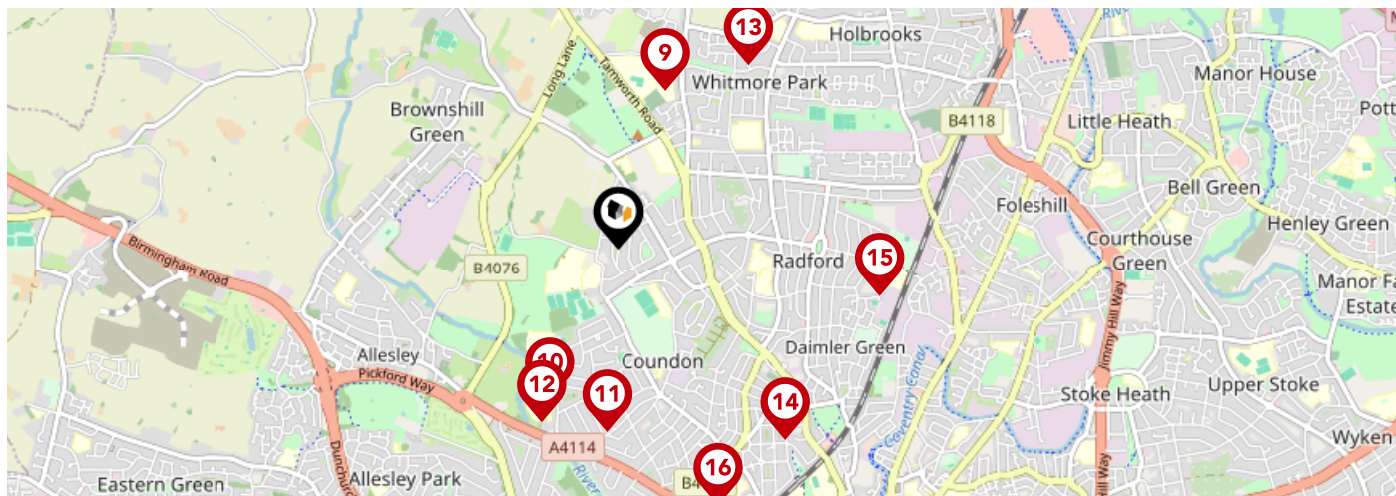 13
Holbrooks
9
Whitmore Park
Long Lane
Tamworth Road
Manor House
Brownshill
Green
B4118
Little Heath
Bell Green
Foleshill
Henley Green
Courthouse
Green
Birmingham Road
B4076
Radford
15
Manor
Estate
Jimmy Hill Way
Allesley
Pickford Way
10
12
11
Coundon
Daimler Green
Coventry Canal
14
Stoke Heath
Upper Stoke
A4114
16
Wyken
Eastern Green
Allesley Park
River
Hill Way